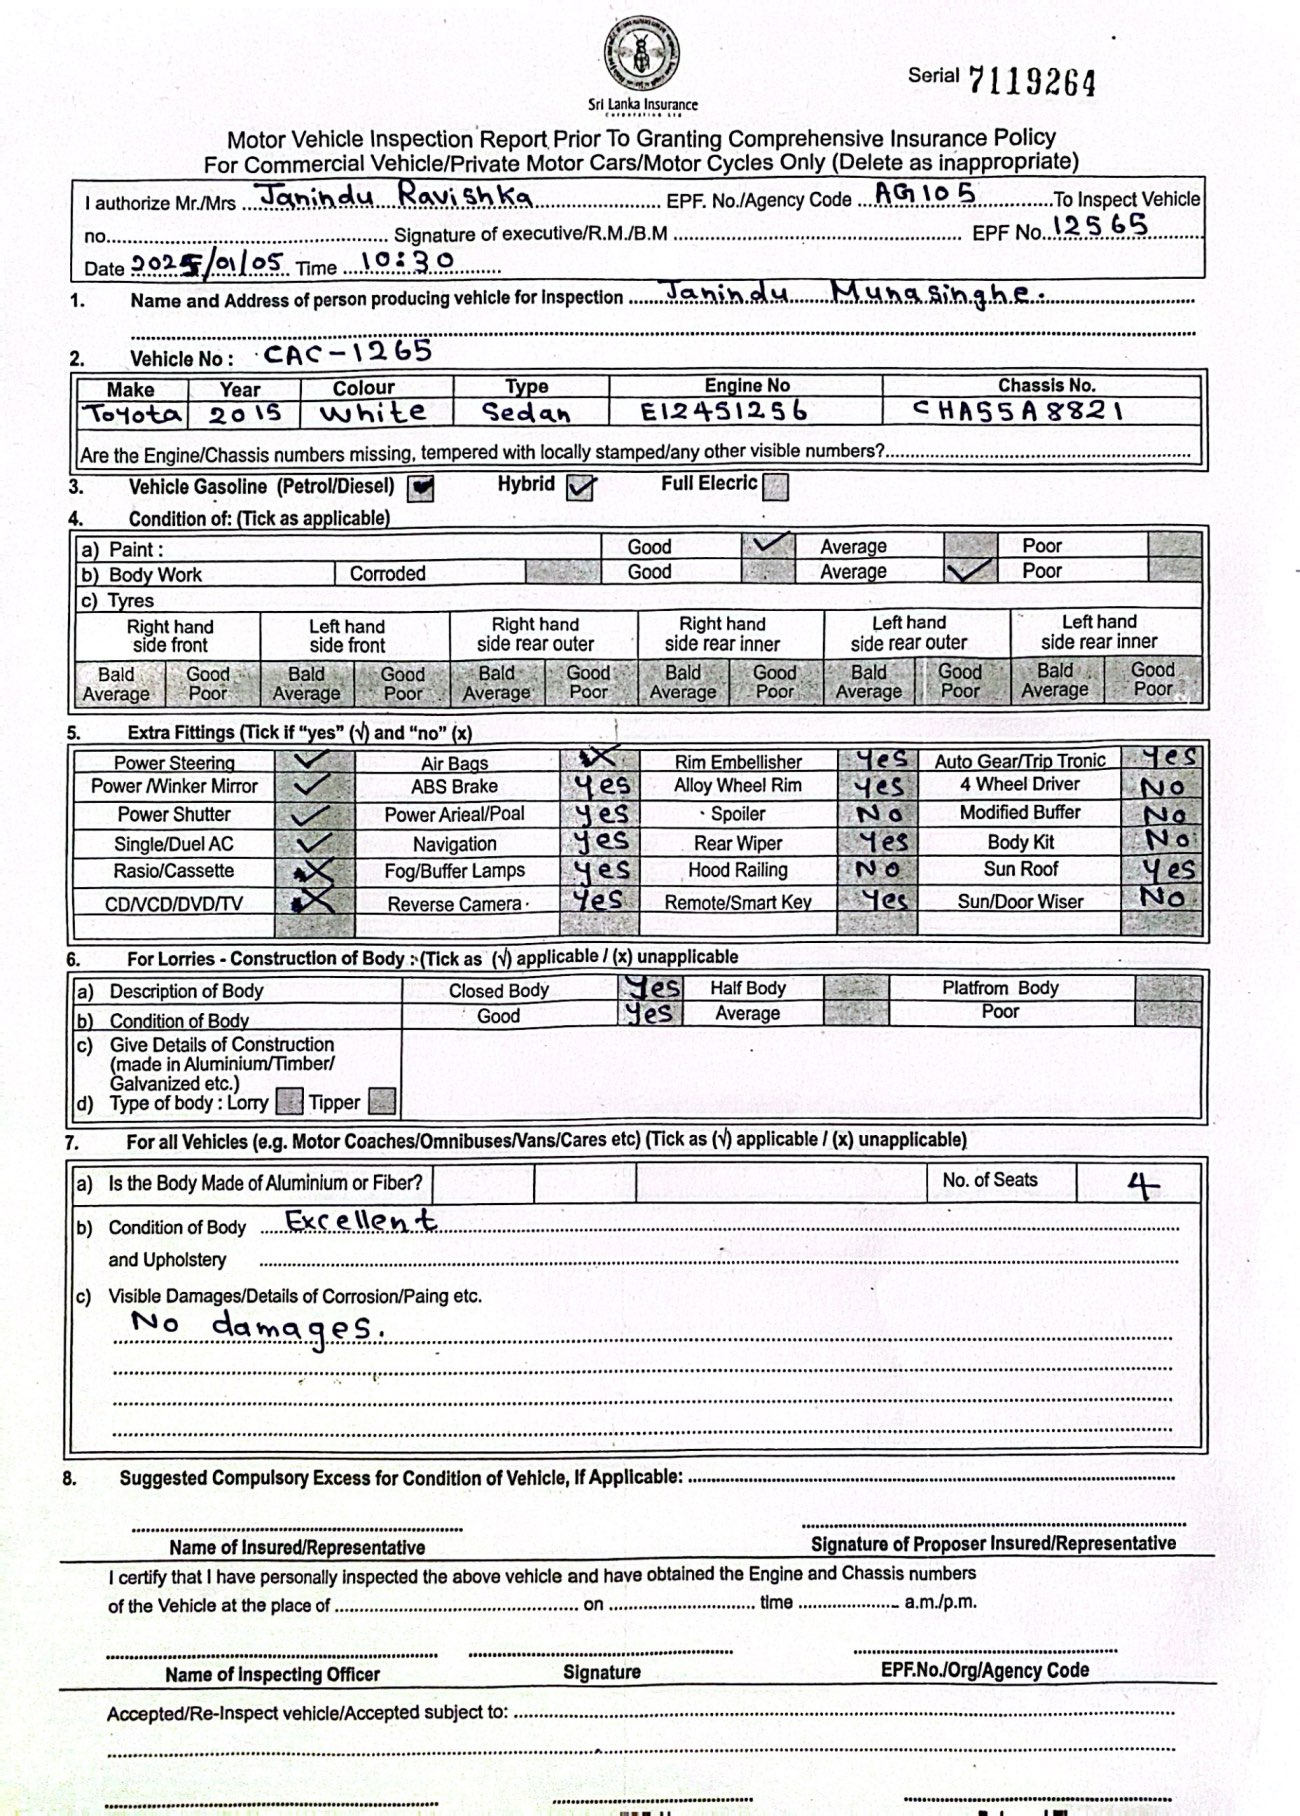 Sri Lanka Insurance
Corporation Ltd
Serial 7119264
Motor Vehicle Inspection Report Prior To Granting Comprehensive Insurance Policy
For Commercial Vehicle/Private Motor Cars/Motor Cycles Only (Delete as inappropriate)
I authorize Mr./Mrs Janindu Ravishka EPF. No./Agency Code AG105 To Inspect Vehicle
no. Signature of executive/R.M./B.M EPF No. 12565
Date 2025/01/05 Time 10:30
1. Name and Address of person producing vehicle for inspection Janindu Munasinghe.
2. Vehicle No : CAC-1265
Make Year Colour Type Engine No Chassis No.
Toyota 2015 White Sedan E12451256 CHA55A8821
Are the Engine/Chassis numbers missing, tempered with locally stamped/any other visible numbers?
3. Vehicle Gasoline (Petrol/Diesel) ✓ Hybrid ✓ Full Elecric
4. Condition of: (Tick as applicable)
a) Paint : Good ✓ Average Poor
b) Body Work Corroded Good Average ✓ Poor
c) Tyres
Right hand Left hand Right hand Right hand Left hand Left hand
side front side front side rear outer side rear inner side rear outer side rear inner
Bald Good Bald Good Bald Good Bald Good Bald Good Bald Good
Average Poor Average Poor Average Poor Average Poor Average Poor Average Poor
5. Extra Fittings (Tick if "yes" (√) and "no" (x)
Power Steering ✓ Air Bags x Rim Embellisher Yes Auto Gear/Trip Tronic Yes
Power /Winker Mirror ✓ ABS Brake Yes Alloy Wheel Rim Yes 4 Wheel Driver No
Power Shutter ✓ Power Arieal/Poal Yes Spoiler No Modified Buffer No
Single/Duel AC ✓ Navigation Yes Rear Wiper Yes Body Kit No
Rasio/Cassette x Fog/Buffer Lamps Yes Hood Railing No Sun Roof Yes
CD/VCD/DVD/TV x Reverse Camera Yes Remote/Smart Key Yes Sun/Door Wiser No
6. For Lorries - Construction of Body : (Tick as (√) applicable / (x) unapplicable
a) Description of Body Closed Body Yes Half Body Platfrom Body
b) Condition of Body Good Yes Average Poor
c) Give Details of Construction
(made in Aluminium/Timber/
Galvanized etc.)
d) Type of body : Lorry Tipper
7. For all Vehicles (e.g. Motor Coaches/Omnibuses/Vans/Cares etc) (Tick as (√) applicable / (x) unapplicable)
a) Is the Body Made of Aluminium or Fiber? No. of Seats 4
b) Condition of Body Excellent
and Upholstery
c) Visible Damages/Details of Corrosion/Paing etc.
No damages.
8. Suggested Compulsory Excess for Condition of Vehicle, If Applicable:
Name of Insured/Representative Signature of Proposer Insured/Representative
I certify that I have personally inspected the above vehicle and have obtained the Engine and Chassis numbers
of the Vehicle at the place of on time a.m./p.m.
Name of Inspecting Officer Signature EPF.No./Org/Agency Code
Accepted/Re-Inspect vehicle/Accepted subject to: